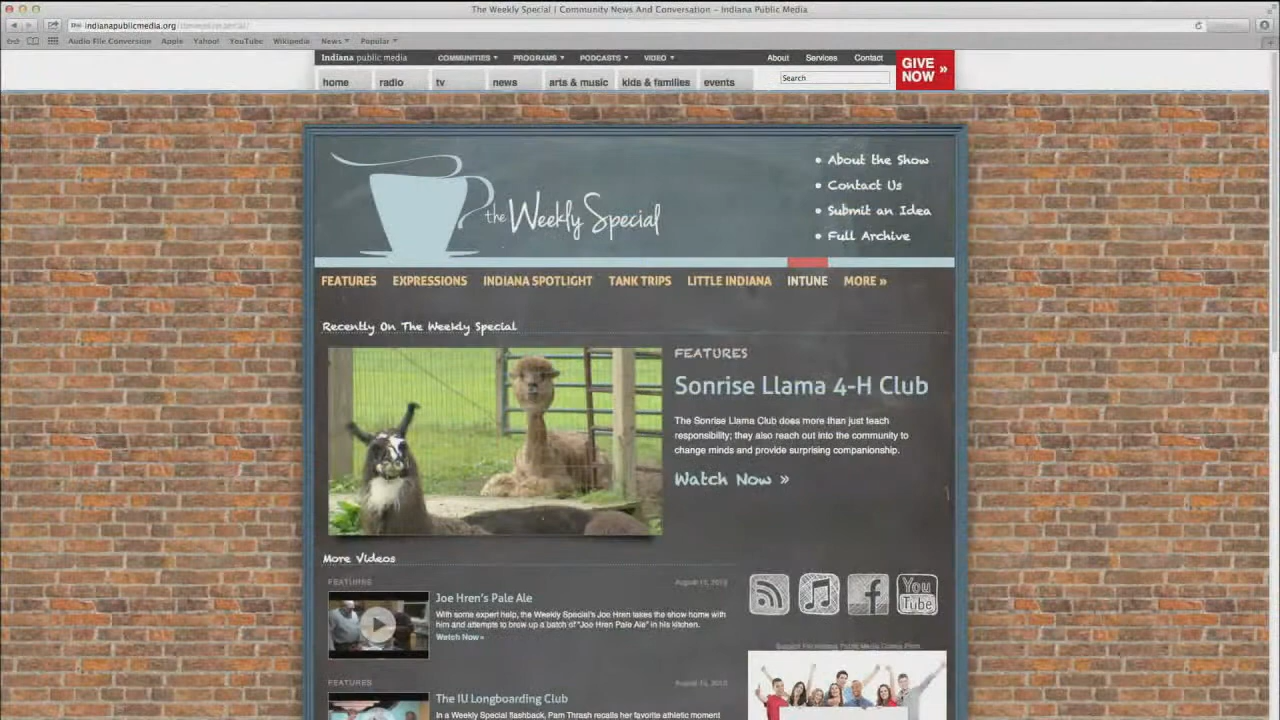 The Weekly Special | Community News And Conversation – Indiana Public Media
indianapublicmedia.org
Audio File Conversion Apple Yahoo! YouTube Wikipedia News Popular
Indiana public media COMMUNITIES PROGRAMS PODCASTS VIDEO About Services Contact
GIVE NOW »
home radio tv news arts & music kids & families events Search
the Weekly Special
• About the Show
• Contact Us
• Submit an Idea
• Full Archive
FEATURES EXPRESSIONS INDIANA SPOTLIGHT TANK TRIPS LITTLE INDIANA INTUNE MORE »
Recently On The Weekly Special
FEATURES
Sonrise Llama 4-H Club
The Sonrise Llama Club does more than just teach
responsibility; they also reach out into the community to
change minds and provide surprising companionship.
Watch Now »
More Videos
FEATURES
Joe Hren's Pale Ale
With some expert help, the Weekly Special's Joe Hren takes the show home with
him and attempts to brew up a batch of "Joe Hren Pale Ale" in his kitchen.
Watch Now »
You Tube
FEATURES
The IU Longboarding Club
In a Weekly Special flashback, Pam Thrash recalls her favorite athletic moment